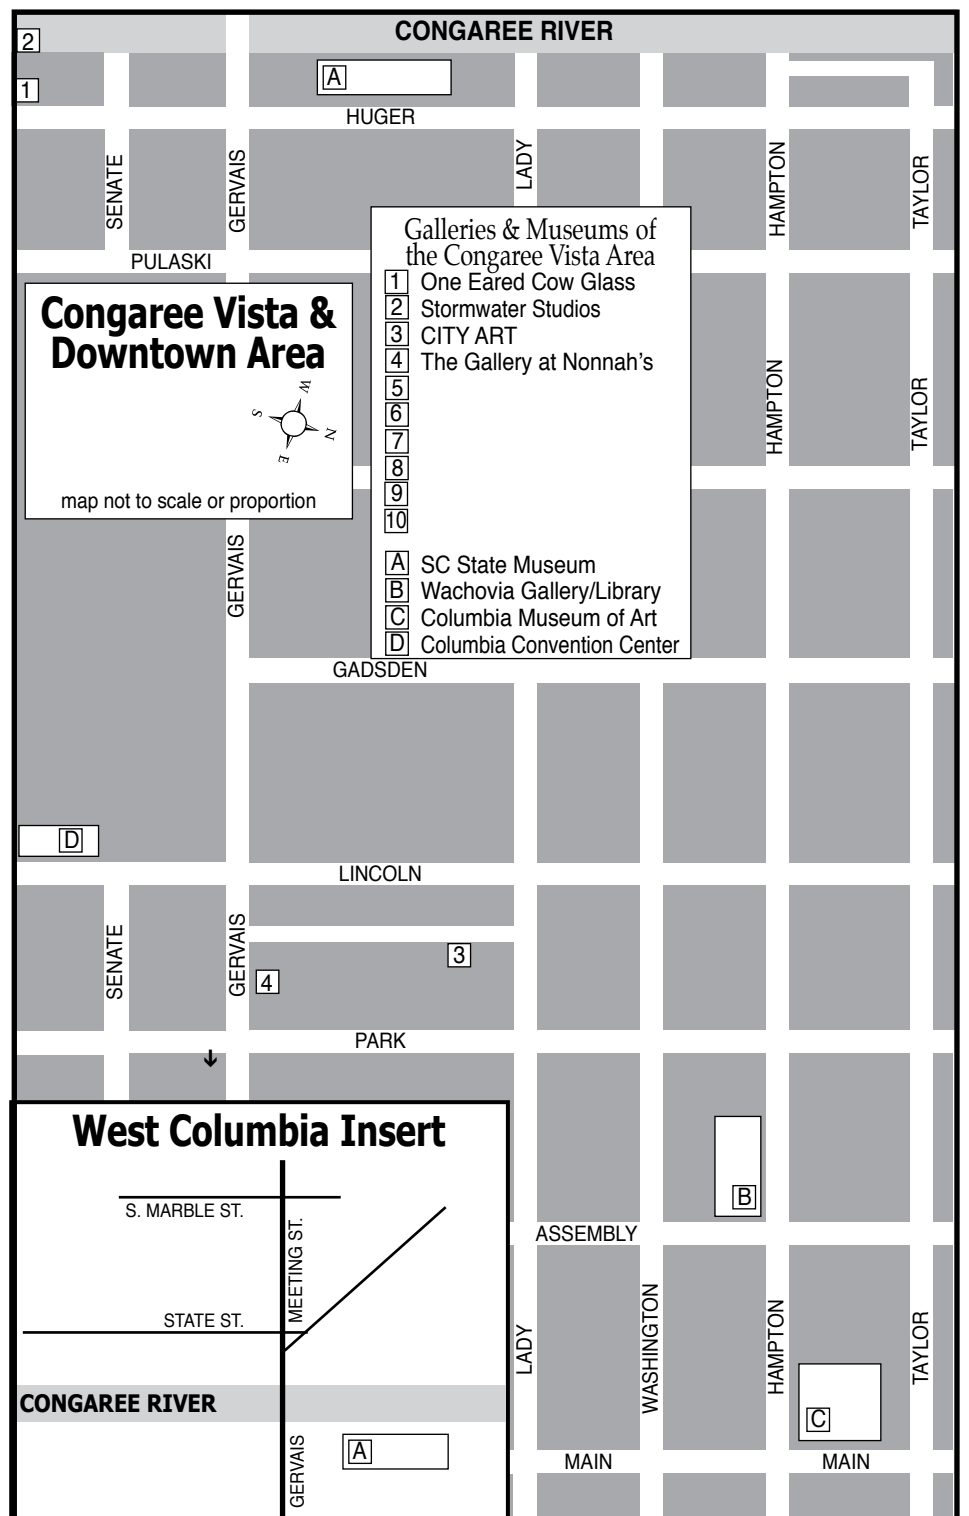 CONGAREE RIVER
2
A
1
HUGER
SENATE
GERVAIS
LADY
HAMPTON
TAYLOR
PULASKI
Galleries & Museums of
the Congaree Vista Area
1 One Eared Cow Glass
2 Stormwater Studios
3 CITY ART
4 The Gallery at Nonnah's
5
6
7
8
9
10
A SC State Museum
B Wachovia Gallery/Library
C Columbia Museum of Art
D Columbia Convention Center
Congaree Vista &
Downtown Area
W
S
N
E
map not to scale or proportion
HAMPTON
TAYLOR
GERVAIS
GADSDEN
D
LINCOLN
SENATE
GERVAIS
3
4
PARK
West Columbia Insert
S. MARBLE ST.
MEETING ST.
STATE ST.
CONGAREE RIVER
GERVAIS
A
B
ASSEMBLY
LADY
WASHINGTON
HAMPTON
TAYLOR
C
MAIN
MAIN